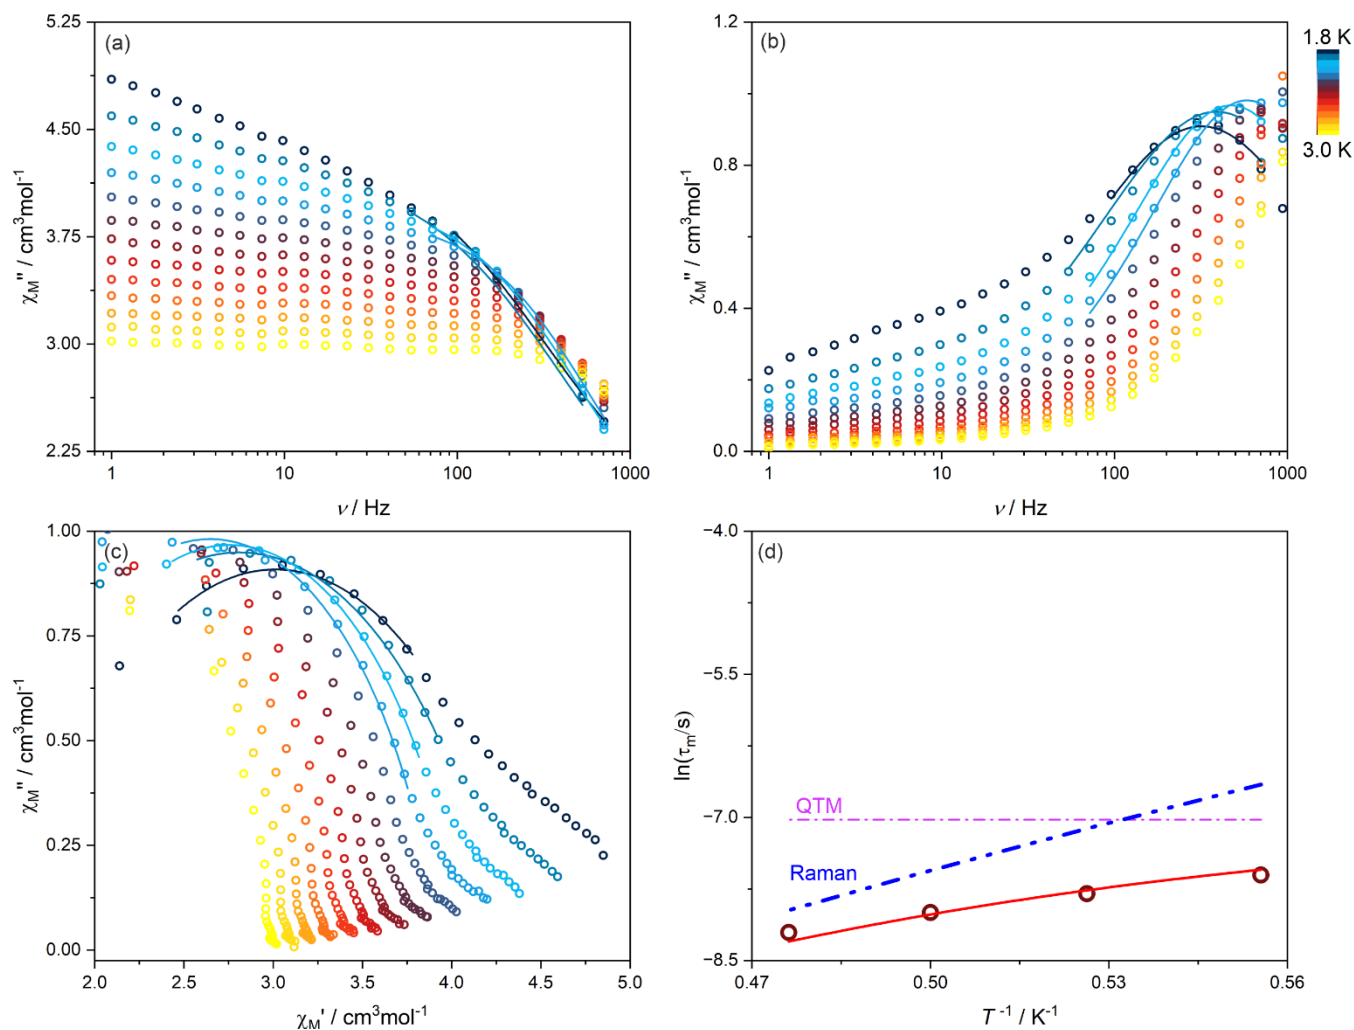 (a)
5.25
4.50
3.75
3.00
2.25
χM'' / cm³mol⁻¹
1
10
100
1000
ν / Hz
(b)
1.2
0.8
0.4
0.0
χM'' / cm³mol⁻¹
1
10
100
1000
ν / Hz
1.8 K
3.0 K
(c)
1.00
0.75
0.50
0.25
0.00
χM'' / cm³mol⁻¹
2.0
2.5
3.0
3.5
4.0
4.5
5.0
χM' / cm³mol⁻¹
(d)
−4.0
−5.5
−7.0
−8.5
ln(τm/s)
QTM
Raman
0.47
0.50
0.53
0.56
T⁻¹ / K⁻¹